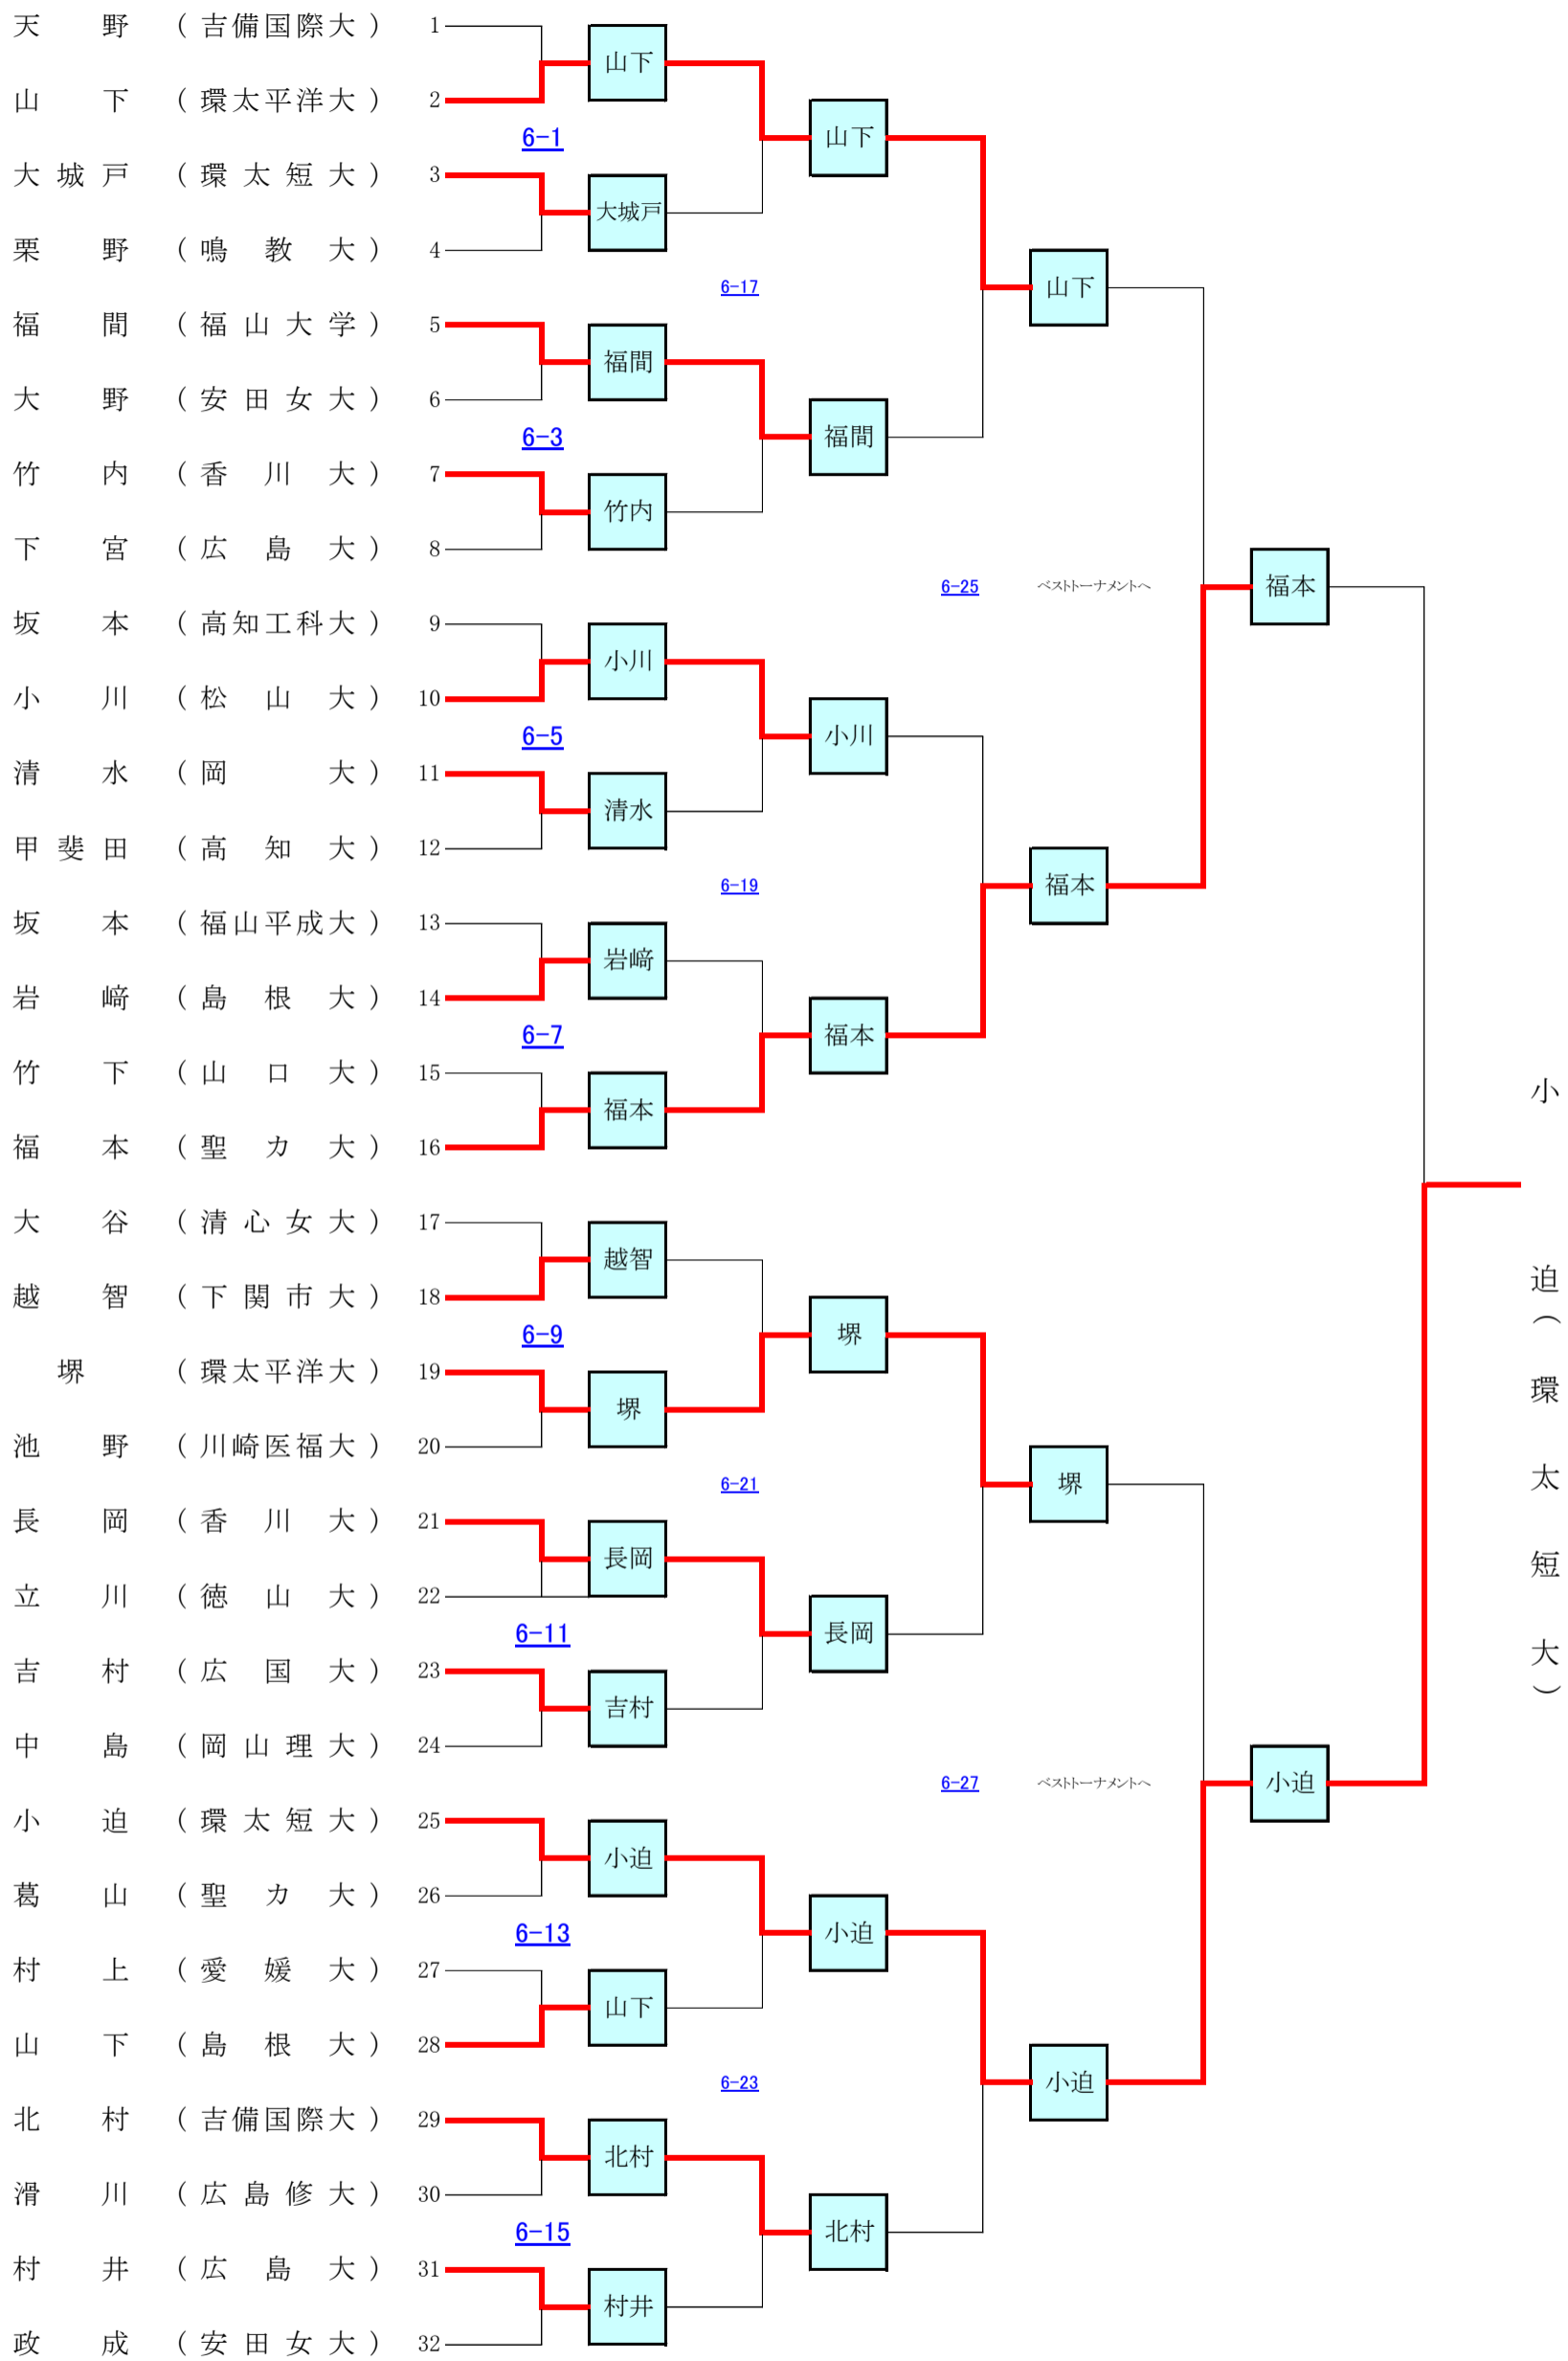 天野（吉備国際大） 1
山下
山下（環太平洋大） 2
山下
6-1
大城戸（環太短大） 3
大城戸
栗野（鳴教大） 4
6-17
山下
福間（福山大学） 5
福間
大野（安田女大） 6
福間
6-3
竹内（香川大） 7
竹内
下宮（広島大） 8
6-25 ベストトーナメントへ
福本
坂本（高知工科大） 9
小川
小川（松山大） 10
小川
6-5
清水（岡大） 11
清水
甲斐田（高知大） 12
6-19
福本
坂本（福山平成大） 13
岩﨑
岩﨑（島根大） 14
福本
6-7
竹下（山口大） 15
福本
福本（聖カ大） 16
小迫（環太短大）
大谷（清心女大） 17
越智
越智（下関市大） 18
堺
6-9
堺（環太平洋大） 19
堺
池野（川崎医福大） 20
6-21
堺
長岡（香川大） 21
長岡
立川（徳山大） 22
長岡
6-11
吉村（広国大） 23
吉村
中島（岡山理大） 24
6-27 ベストトーナメントへ
小迫
小迫（環太短大） 25
小迫
葛山（聖カ大） 26
小迫
6-13
村上（愛媛大） 27
山下
山下（島根大） 28
6-23
小迫
北村（吉備国際大） 29
北村
滑川（広島修大） 30
北村
6-15
村井（広島大） 31
村井
政成（安田女大） 32